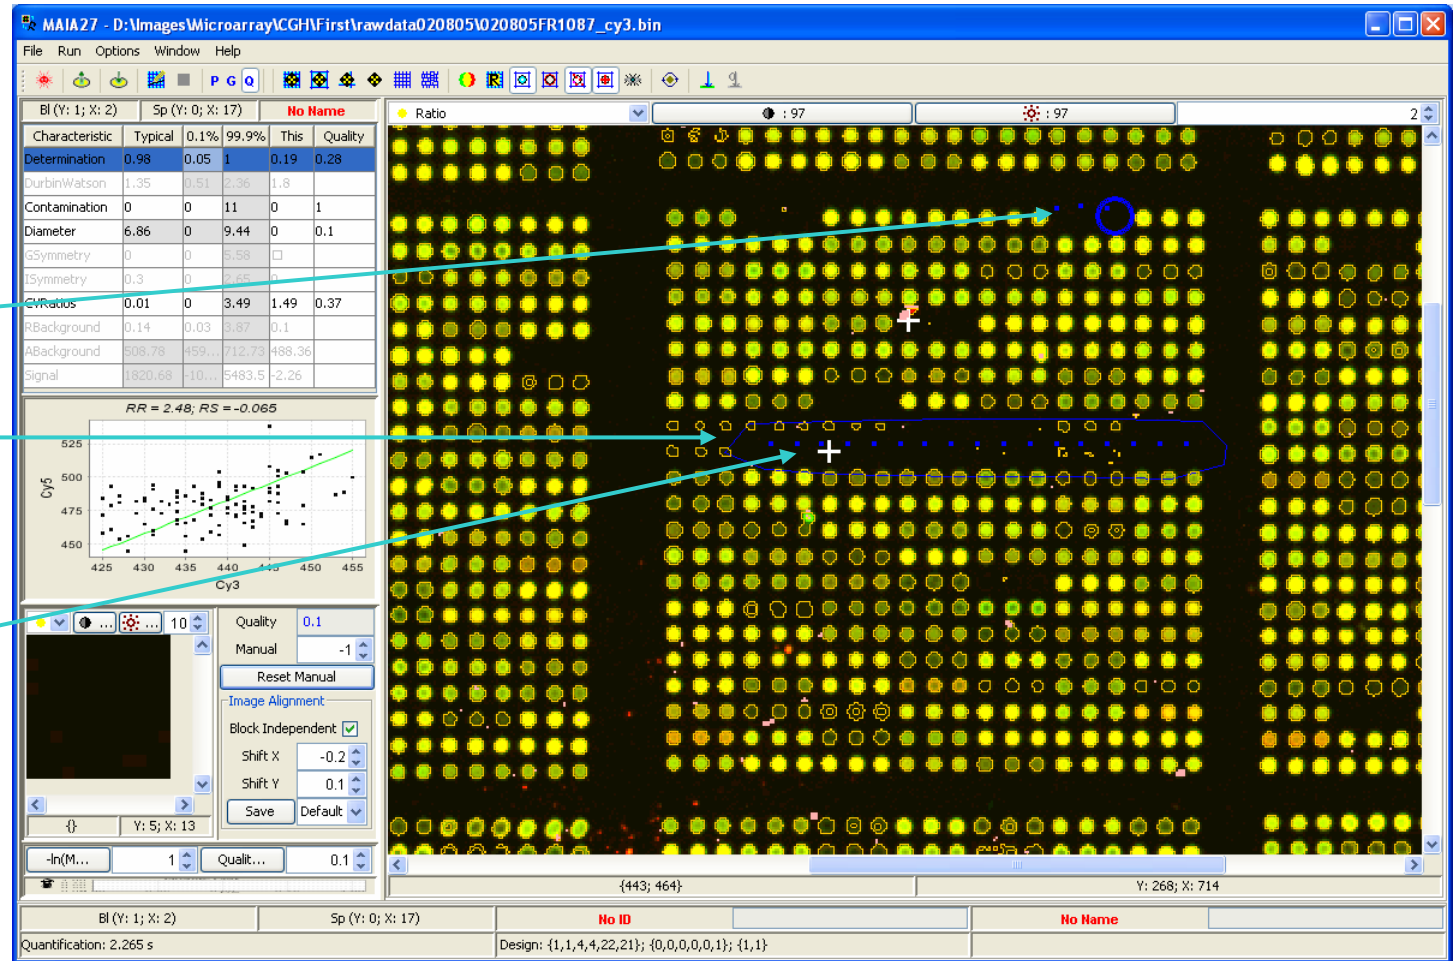 MAIA27 - D:\Images\Microarray\CGH\First\rawdata020805\020805FR1087_cy3.bin
File Run Options Window Help
P G Q
Bl (Y: 1; X: 2) Sp (Y: 0; X: 17) No Name
Ratio : 97 : 97 2
Characteristic Typical 0.1% 99.9% This Quality
Determination 0.98 0.05 1 0.19 0.28
DurbinWatson 1.35 0.51 2.36 1.8
Contamination 0 0 11 0 1
Diameter 6.86 0 9.44 0 0.1
GSymmetry 0 0 5.58
ISymmetry 0.3 0 2.65 0
CVRatios 0.01 0 3.49 1.49 0.37
RBackground 0.14 0.03 3.87 0.1
ABackground 508.78 459... 712.73 488.36
Signal 1820.68 -10... 5483.5 -2.26
RR = 2.48; RS = -0.065
525
500
475
450
Cy5
425 430 435 440 445 450 455
Cy3
... ... 10
Quality 0.1
Manual -1
Reset Manual
Image Alignment
Block Independent
Shift X -0.2
Shift Y 0.1
Save Default
{} Y: 5; X: 13
-ln(M... 1 Qualit... 0.1
{443; 464} Y: 268; X: 714
Bl (Y: 1; X: 2) Sp (Y: 0; X: 17) No ID No Name
Quantification: 2.265 s Design: {1,1,4,4,22,21}; {0,0,0,0,0,1}; {1,1}